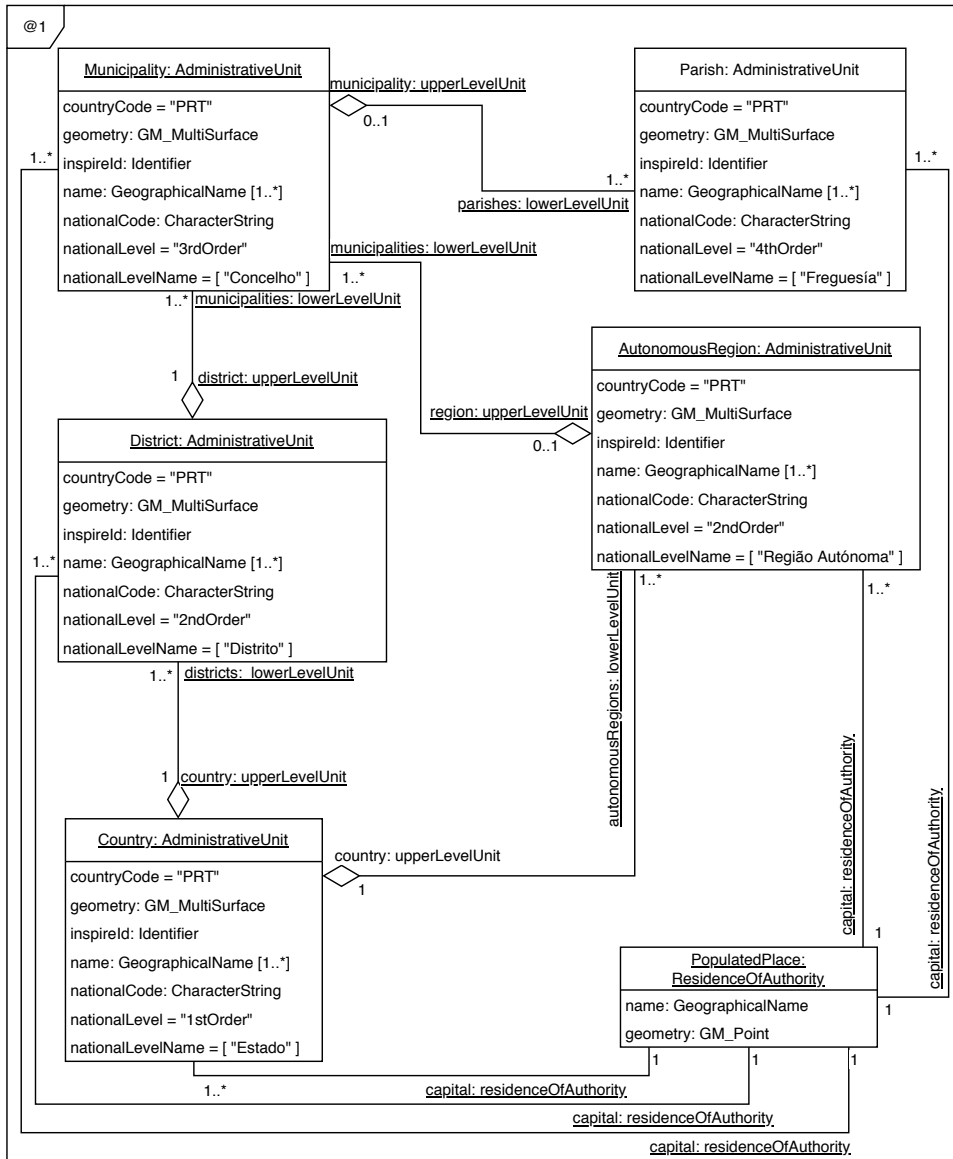 @1
Municipality: AdministrativeUnit
countryCode = "PRT"
geometry: GM_MultiSurface
inspireId: Identifier
name: GeographicalName [1..*]
nationalCode: CharacterString
nationalLevel = "3rdOrder"
nationalLevelName = [ "Concelho" ]
1..*
municipality: upperLevelUnit
0..1
1..*
parishes: lowerLevelUnit
Parish: AdministrativeUnit
countryCode = "PRT"
geometry: GM_MultiSurface
inspireId: Identifier
name: GeographicalName [1..*]
nationalCode: CharacterString
nationalLevel = "4thOrder"
nationalLevelName = [ "Freguesía" ]
1..*
municipalities: lowerLevelUnit
1..*
1..*
municipalities: lowerLevelUnit
1
district: upperLevelUnit
region: upperLevelUnit
0..1
AutonomousRegion: AdministrativeUnit
countryCode = "PRT"
geometry: GM_MultiSurface
inspireId: Identifier
name: GeographicalName [1..*]
nationalCode: CharacterString
nationalLevel = "2ndOrder"
nationalLevelName = [ "Região Autónoma" ]
1..*
1..*
District: AdministrativeUnit
countryCode = "PRT"
geometry: GM_MultiSurface
inspireId: Identifier
name: GeographicalName [1..*]
nationalCode: CharacterString
nationalLevel = "2ndOrder"
nationalLevelName = [ "Distrito" ]
1..*
1..*
districts: lowerLevelUnit
autonomousRegions: lowerLevelUnit
1
country: upperLevelUnit
Country: AdministrativeUnit
countryCode = "PRT"
geometry: GM_MultiSurface
inspireId: Identifier
name: GeographicalName [1..*]
nationalCode: CharacterString
nationalLevel = "1stOrder"
nationalLevelName = [ "Estado" ]
country: upperLevelUnit
1
capital: residenceOfAuthority
1
capital: residenceOfAuthority
1
PopulatedPlace:
ResidenceOfAuthority
name: GeographicalName
geometry: GM_Point
1
1
1
1..*
capital: residenceOfAuthority
capital: residenceOfAuthority
capital: residenceOfAuthority